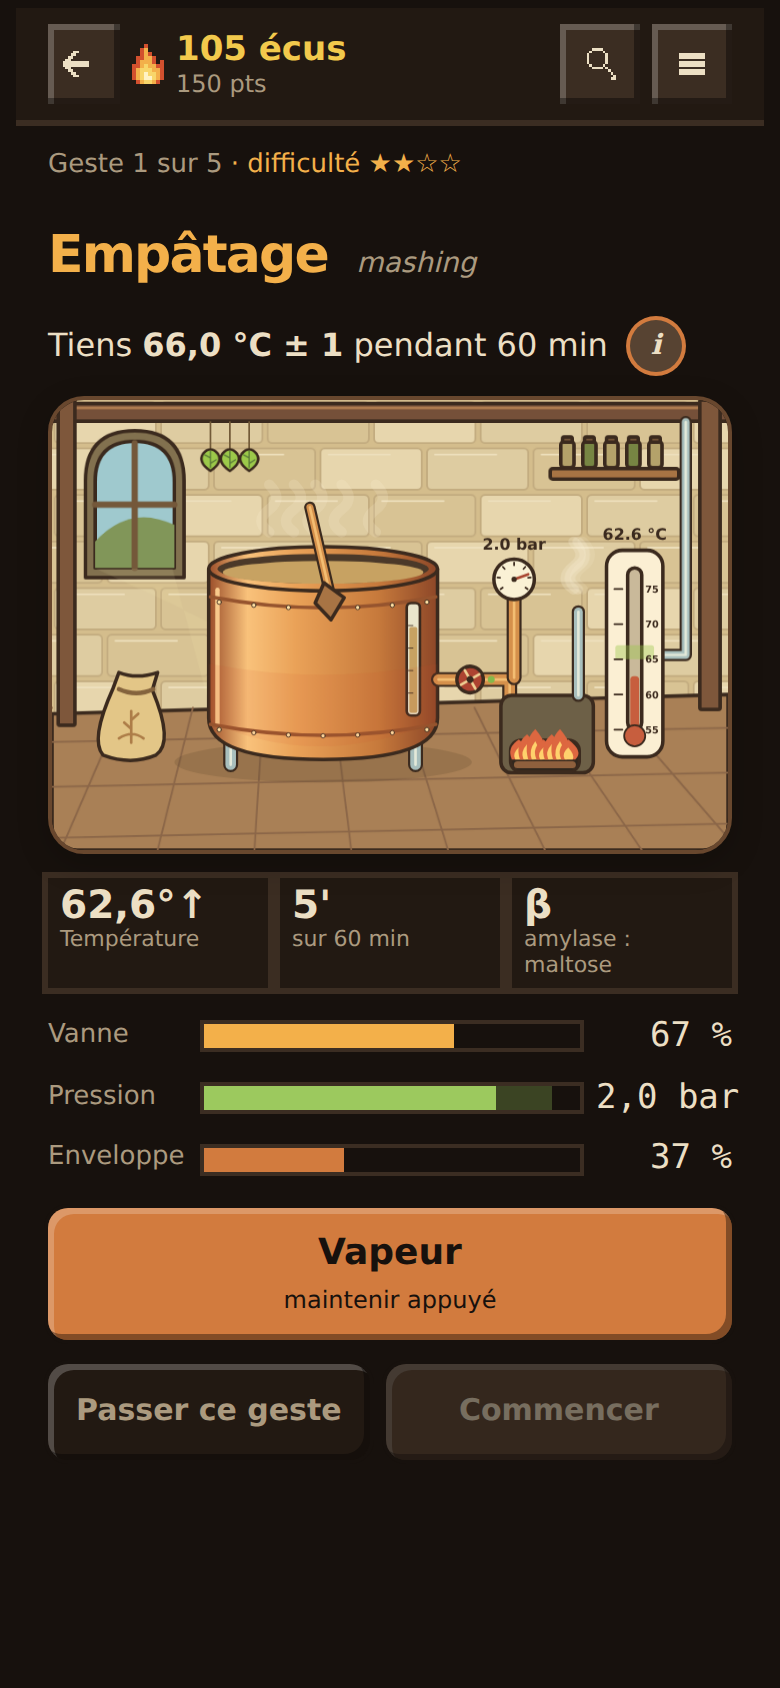 105 écus
150 pts
Geste 1 sur 5 · difficulté ★★☆☆
Empâtage mashing
Tiens 66,0 °C ± 1 pendant 60 min i
2.0 bar
62.6 °C
75
70
65
60
55
62,6°↑
Température
5'
sur 60 min
β
amylase :
maltose
Vanne 67 %
Pression 2,0 bar
Enveloppe 37 %
Vapeur
maintenir appuyé
Passer ce geste
Commencer